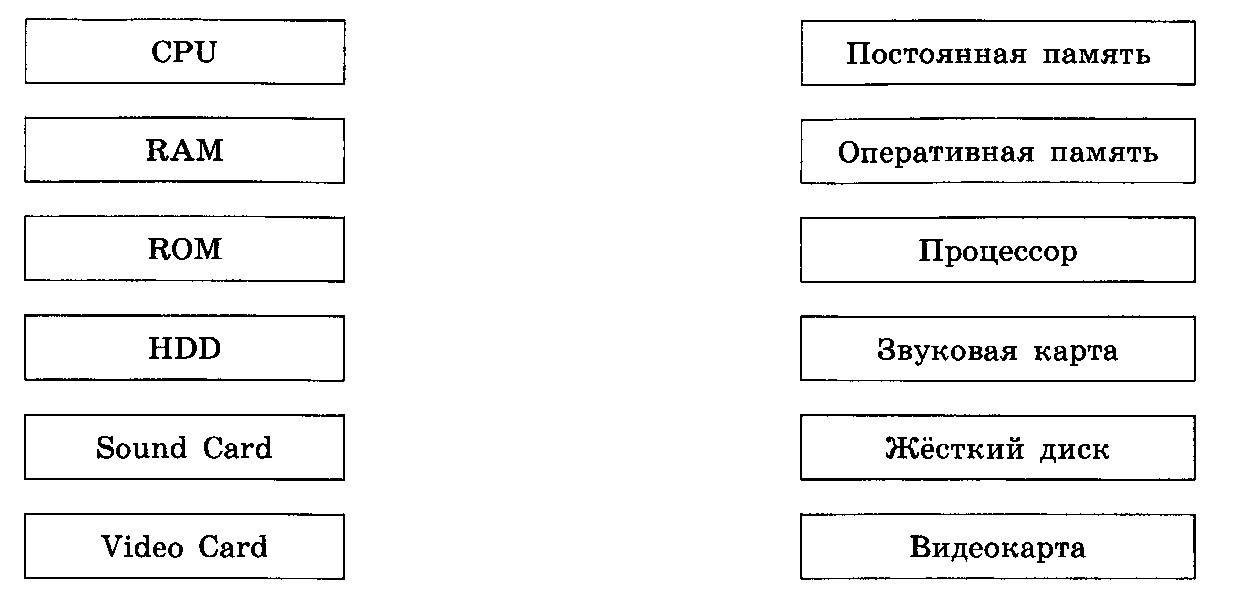 CPU
Постоянная память
RAM
Оперативная память
ROM
Процессор
HDD
Звуковая карта
Sound Card
Жёсткий диск
Video Card
Видеокарта